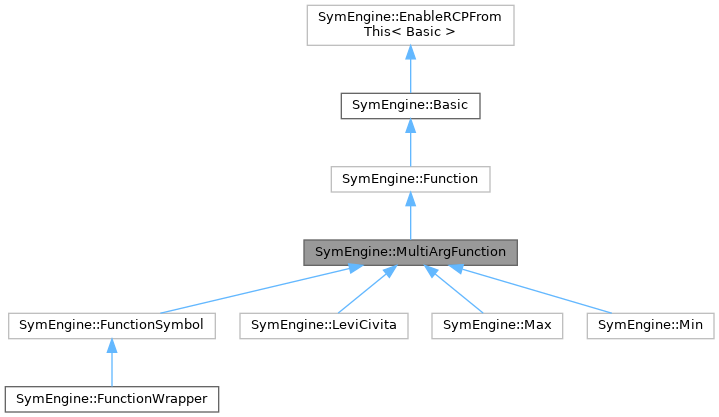 SymEngine::EnableRCPFrom
This< Basic >
SymEngine::Basic
SymEngine::Function
SymEngine::MultiArgFunction
SymEngine::FunctionSymbol
SymEngine::LeviCivita
SymEngine::Max
SymEngine::Min
SymEngine::FunctionWrapper